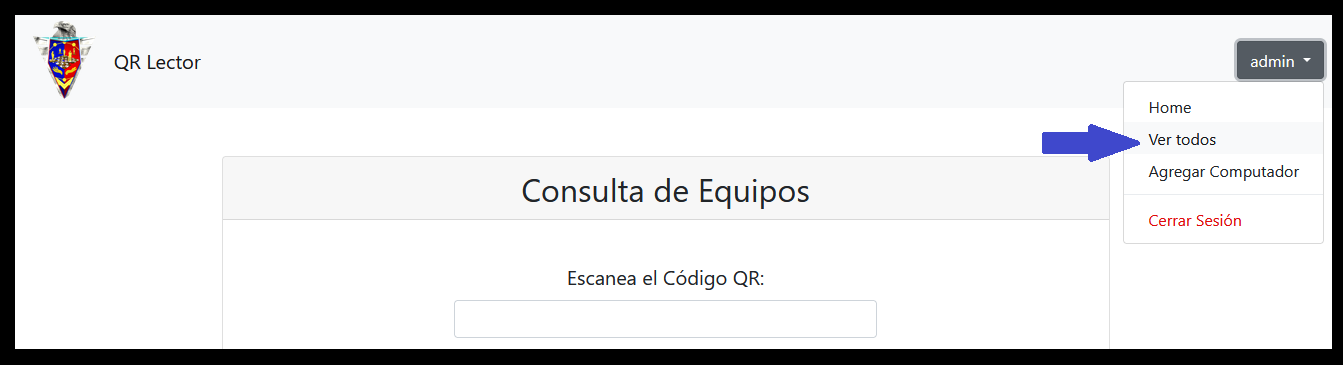 QR Lector
admin
Home
Ver todos
Agregar Computador
Cerrar Sesión
Consulta de Equipos
Escanea el Código QR: